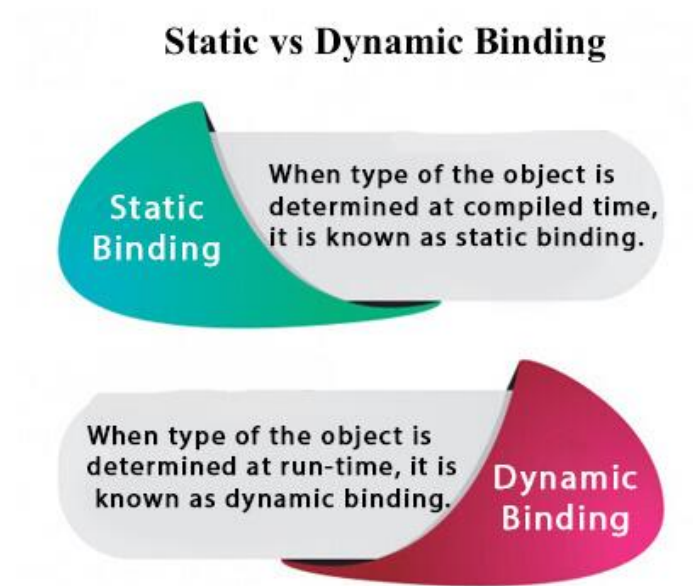 Static vs Dynamic Binding
Static
Binding
When type of the object is
determined at compiled time,
it is known as static binding.
When type of the object is
determined at run-time, it is
known as dynamic binding.
Dynamic
Binding